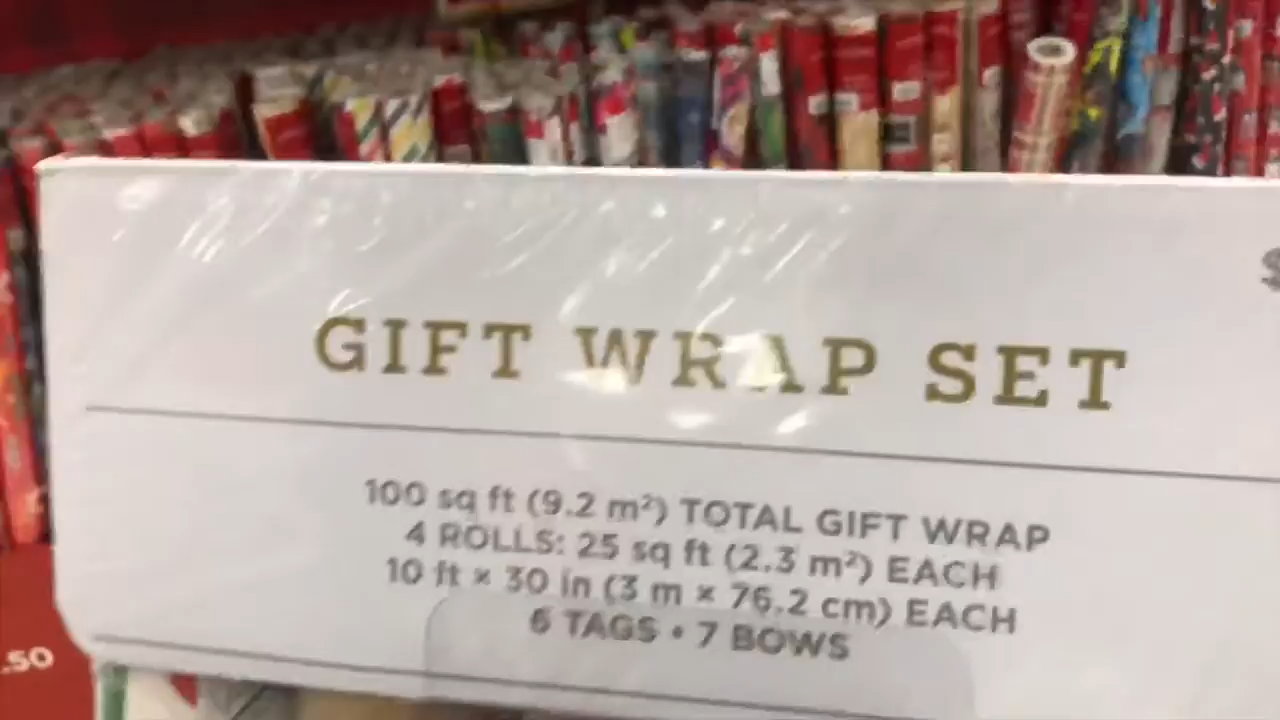 GIFT WRAP SET
100 sq ft (9.2 m²) TOTAL GIFT WRAP
4 ROLLS: 25 sq ft (2.3 m²) EACH
10 ft × 30 in (3 m × 76.2 cm) EACH
6 TAGS • 7 BOWS
.50